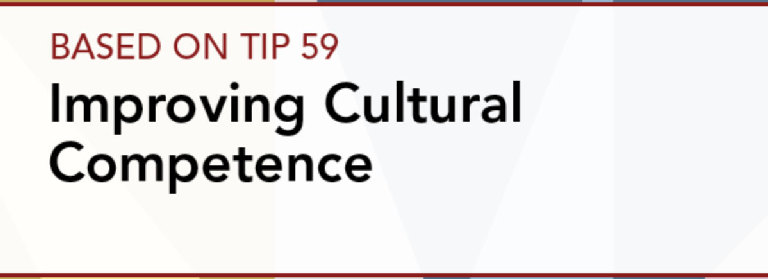 BASED ON TIP 59
Improving Cultural
Competence